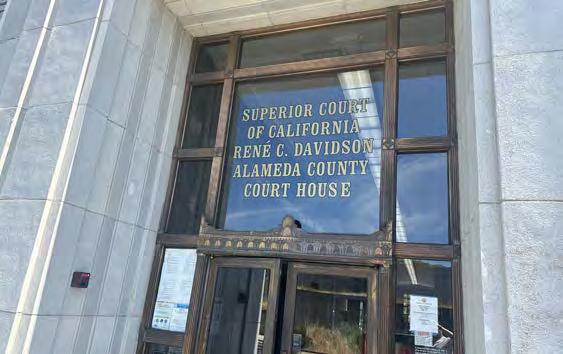 SUPERIOR COURT
OF CALIFORNIA
RENÉ C. DAVIDSON
ALAMEDA COUNTY
COURT HOUSE